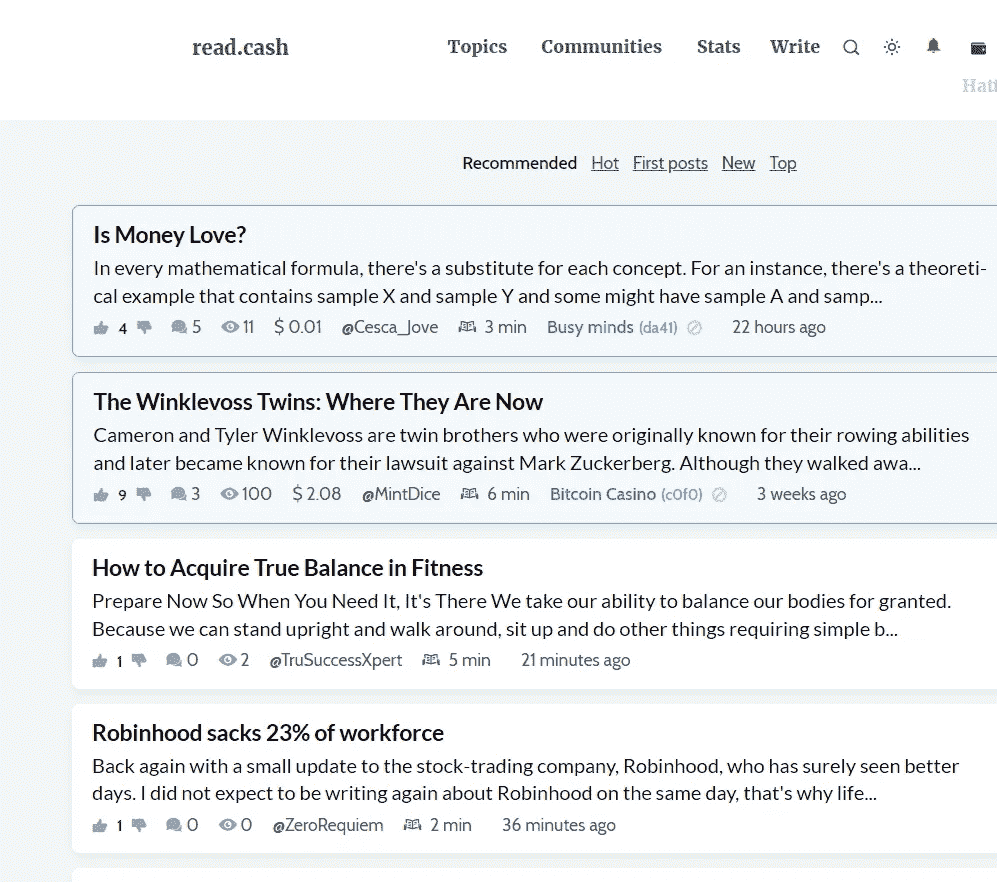 read.cash Topics Communities Stats Write
Recommended Hot First posts New Top
Is Money Love?
In every mathematical formula, there's a substitute for each concept. For an instance, there's a theoreti-
cal example that contains sample X and sample Y and some might have sample A and samp...
4 5 11 $ 0.01 @Cesca_Jove 3 min Busy minds (da41) 22 hours ago
The Winklevoss Twins: Where They Are Now
Cameron and Tyler Winklevoss are twin brothers who were originally known for their rowing abilities
and later became known for their lawsuit against Mark Zuckerberg. Although they walked awa...
9 3 100 $ 2.08 @MintDice 6 min Bitcoin Casino (c0f0) 3 weeks ago
How to Acquire True Balance in Fitness
Prepare Now So When You Need It, It's There We take our ability to balance our bodies for granted.
Because we can stand upright and walk around, sit up and do other things requiring simple b...
1 0 2 @TruSuccessXpert 5 min 21 minutes ago
Robinhood sacks 23% of workforce
Back again with a small update to the stock-trading company, Robinhood, who has surely seen better
days. I did not expect to be writing again about Robinhood on the same day, that's why life...
1 0 0 @ZeroRequiem 2 min 36 minutes ago